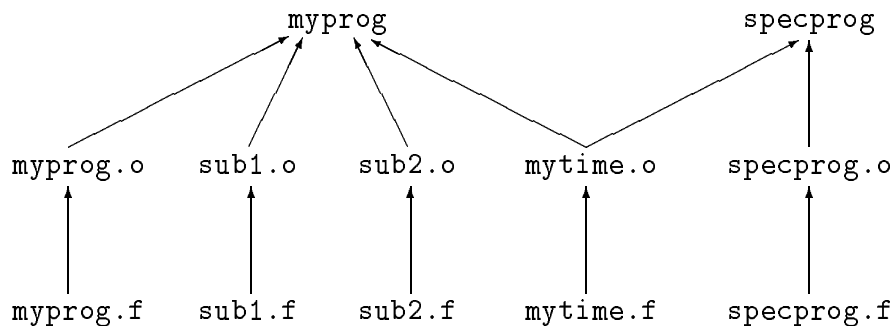 myprog specprog
myprog.o sub1.o sub2.o mytime.o specprog.o
myprog.f sub1.f sub2.f mytime.f specprog.f